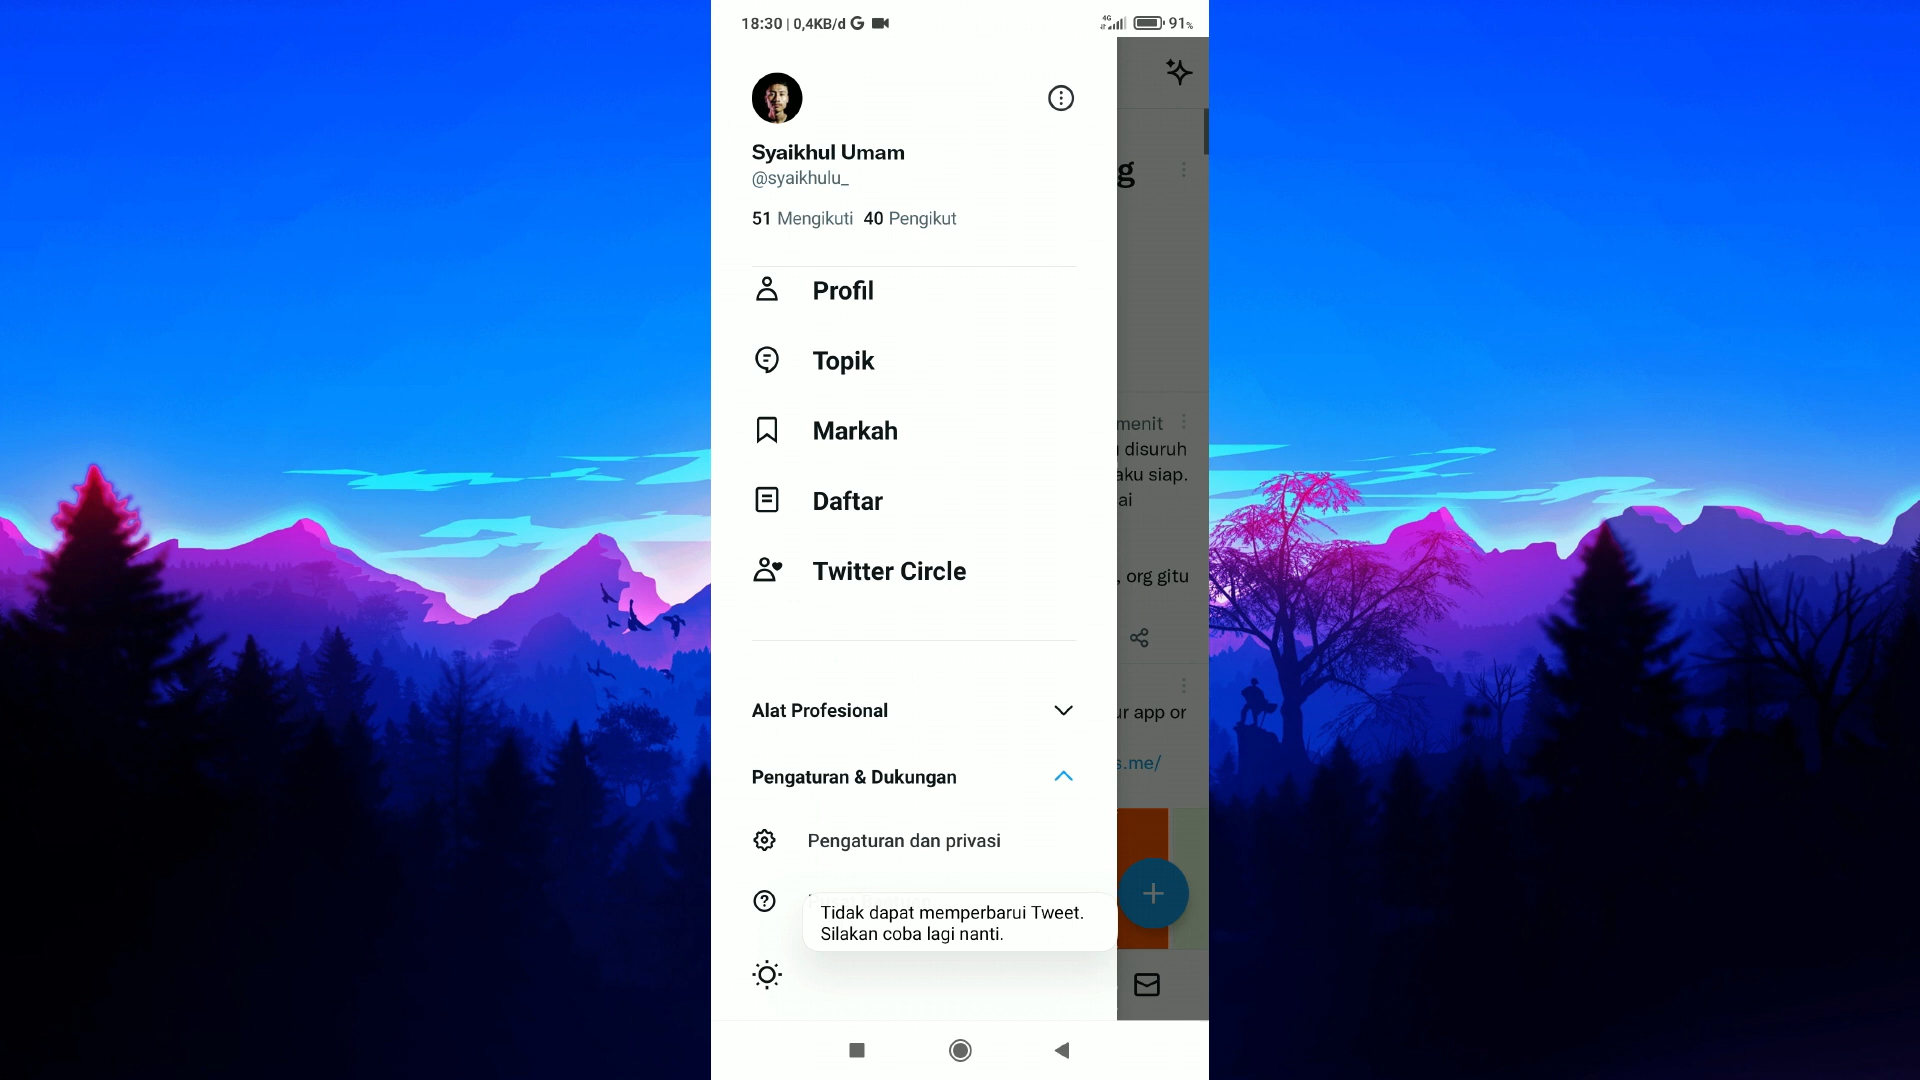 18:30 | 0,4KB/d
4G
91%
Syaikhul Umam
@syaikhulu_
51 Mengikuti 40 Pengikut
g
Profil
Topik
Markah
menit
disuruh
aku siap.
ai
Daftar
Twitter Circle
, org gitu
Alat Profesional
ur app or
s.me/
Pengaturan & Dukungan
Pengaturan dan privasi
Tidak dapat memperbarui Tweet.
Silakan coba lagi nanti.